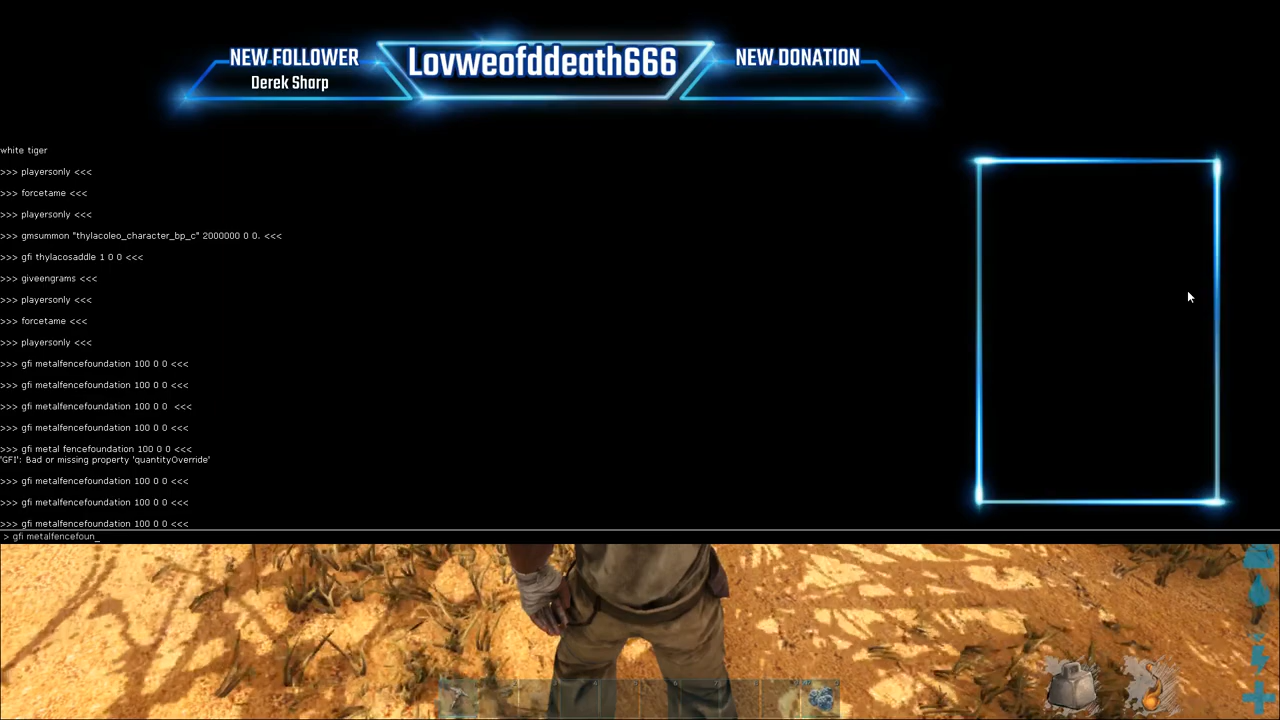 NEW FOLLOWER
Lovweofddeath666
NEW DONATION
Derek Sharp
white tiger
>>> playersonly <<<
>>> forcetame <<<
>>> playersonly <<<
>>> gmsummon "thylacoleo_character_bp_c" 2000000 0 0. <<<
>>> gfi thylacosaddle 1 0 0 <<<
>>> giveengrams <<<
>>> playersonly <<<
>>> forcetame <<<
>>> playersonly <<<
>>> gfi metalfencefoundation 100 0 0 <<<
>>> gfi metalfencefoundation 100 0 0 <<<
>>> gfi metalfencefoundation 100 0 0  <<<
>>> gfi metalfencefoundation 100 0 0 <<<
>>> gfi metal fencefoundation 100 0 0 <<<
'GFI': Bad or missing property 'quantityOverride'
>>> gfi metalfencefoundation 100 0 0 <<<
>>> gfi metalfencefoundation 100 0 0 <<<
>>> gfi metalfencefoundation 100 0 0 <<<
> gfi metalfencefoun_